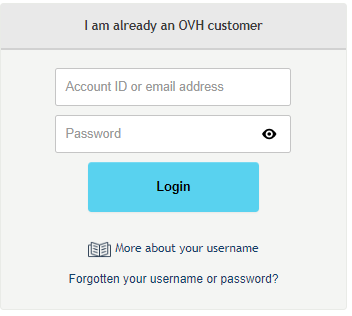 I am already an OVH customer
Account ID or email address
Password
Login
More about your username
Forgotten your username or password?